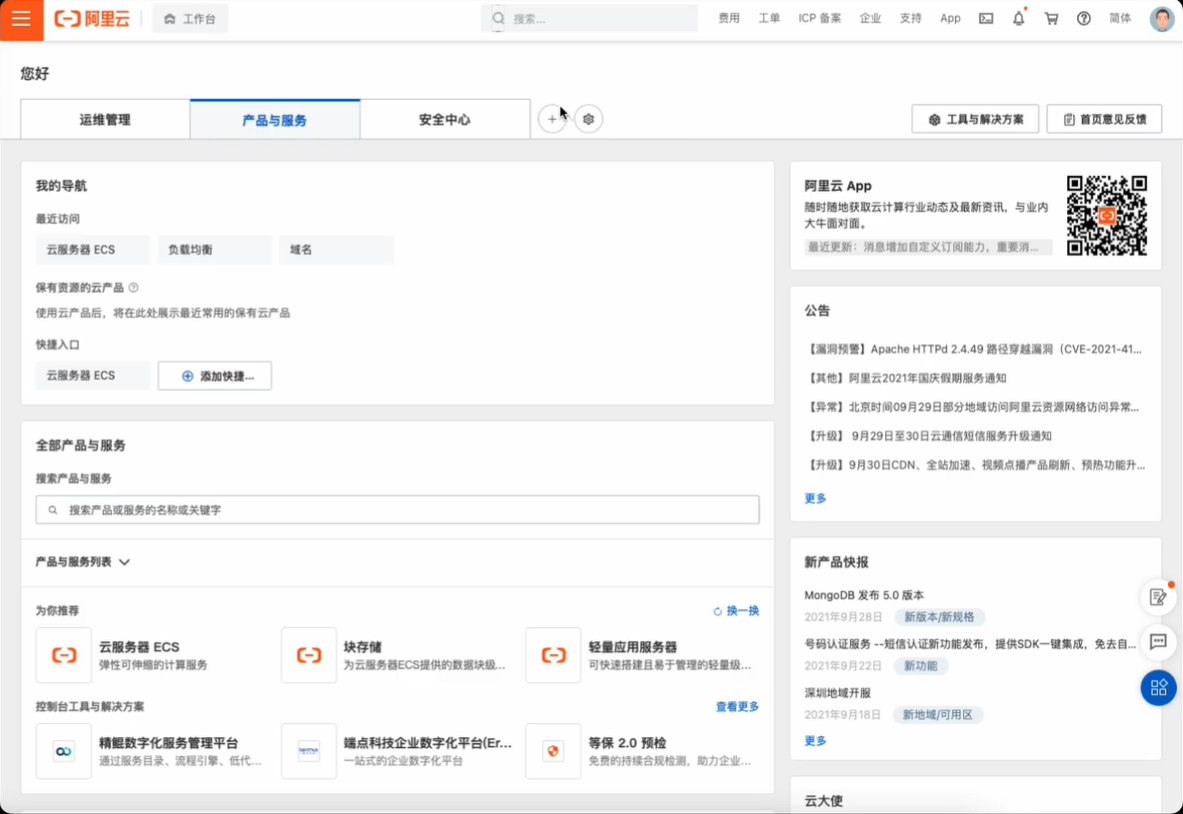 阿里云
工作台
搜索...
费用
工单
ICP 备案
企业
支持
App
简体
您好
运维管理
产品与服务
安全中心
工具与解决方案
首页意见反馈
我的导航
最近访问
云服务器 ECS
负载均衡
域名
保有资源的云产品
使用云产品后，将在此处展示最近常用的保有云产品
快捷入口
云服务器 ECS
添加快捷...
全部产品与服务
搜索产品与服务
搜索产品或服务的名称或关键字
产品与服务列表
为你推荐
换一换
云服务器 ECS
弹性可伸缩的计算服务
块存储
为云服务器ECS提供的数据块级...
轻量应用服务器
可快速搭建且易于管理的轻量级...
控制台工具与解决方案
查看更多
精鲲数字化服务管理平台
通过服务目录、流程引擎、低代...
端点科技企业数字化平台(Er...
一站式的企业数字化平台
等保 2.0 预检
免费的持续合规检测，助力企业...
阿里云 App
随时随地获取云计算行业动态及最新资讯，与业内
大牛面对面。
最近更新：消息增加自定义订阅能力，重要消...
公告
【漏洞预警】Apache HTTPd 2.4.49 路径穿越漏洞（CVE-2021-41...
【其他】阿里云2021年国庆假期服务通知
【异常】北京时间09月29日部分地域访问阿里云资源网络访问异常...
【升级】 9月29日至30日云通信短信服务升级通知
【升级】9月30日CDN、全站加速、视频点播产品刷新、预热功能升...
更多
新产品快报
MongoDB 发布 5.0 版本
2021年9月28日
新版本/新规格
号码认证服务 --短信认证新功能发布，提供SDK一键集成，免去自...
2021年9月22日
新功能
深圳地域开服
2021年9月18日
新地域/可用区
更多
云大使